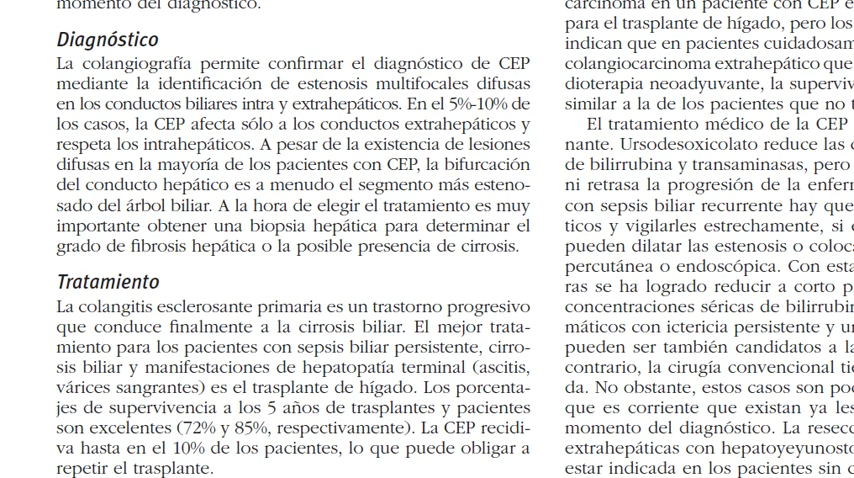 momento del diagnóstico.
Diagnóstico
La colangiografía permite confirmar el diagnóstico de CEP
mediante la identificación de estenosis multifocales difusas
en los conductos biliares intra y extrahepáticos. En el 5%-10% de
los casos, la CEP afecta sólo a los conductos extrahepáticos y
respeta los intrahepáticos. A pesar de la existencia de lesiones
difusas en la mayoría de los pacientes con CEP, la bifurcación
del conducto hepático es a menudo el segmento más esteno-
sado del árbol biliar. A la hora de elegir el tratamiento es muy
importante obtener una biopsia hepática para determinar el
grado de fibrosis hepática o la posible presencia de cirrosis.
Tratamiento
La colangitis esclerosante primaria es un trastorno progresivo
que conduce finalmente a la cirrosis biliar. El mejor trata-
miento para los pacientes con sepsis biliar persistente, cirro-
sis biliar y manifestaciones de hepatopatía terminal (ascitis,
várices sangrantes) es el trasplante de hígado. Los porcenta-
jes de supervivencia a los 5 años de trasplantes y pacientes
son excelentes (72% y 85%, respectivamente). La CEP recidi-
va hasta en el 10% de los pacientes, lo que puede obligar a
repetir el trasplante.
carcinoma en un paciente con CEP e
para el trasplante de hígado, pero los
indican que en pacientes cuidadosam
colangiocarcinoma extrahepático que
dioterapia neoadyuvante, la superviv
similar a la de los pacientes que no t
El tratamiento médico de la CEP
nante. Ursodesoxicolato reduce las c
de bilirrubina y transaminasas, pero
ni retrasa la progresión de la enferm
con sepsis biliar recurrente hay que
ticos y vigilarles estrechamente, si e
pueden dilatar las estenosis o coloca
percutánea o endoscópica. Con esta
ras se ha logrado reducir a corto p
concentraciones séricas de bilirrubin
máticos con ictericia persistente y un
pueden ser también candidatos a la
contrario, la cirugía convencional tie
da. No obstante, estos casos son poc
que es corriente que existan ya les
momento del diagnóstico. La resecc
extrahepáticas con hepatoyeyunosto
estar indicada en los pacientes sin c